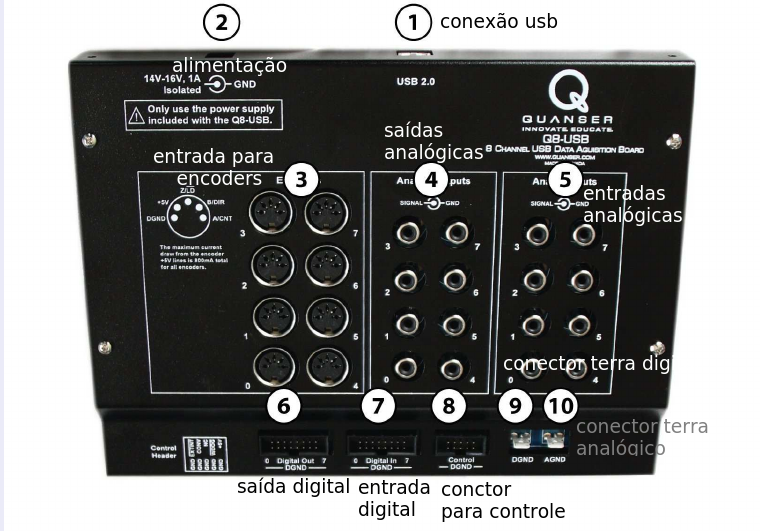 2
1 conexão usb
alimentação
14V-16V, 1A
Isolated
GND
USB 2.0
Only use the power supply
included with the Q8-USB.
QUANSER
INNOVATE. EDUCATE.
Q8-USB
8 CHANNEL USB DATA AQUISITION BOARD
WWW.QUANSER.COM
saídas
analógicas
entrada para
encoders
3
4
5
entradas
analógicas
Z/LD
+5V
B/DIR
DGND
A/CNT
The maximum current
draw from the encoder
+5V lines is 800mA total
for all encoders.
SIGNAL GND
SIGNAL GND
3 7
2 6
1 5
0 4
3 7
2 6
1 5
0 4
3 7
2 6
1 5
0 4
conector terra digi
6
7
8
9
10
conector terra
analógico
Control
Header
0 Digital Out 7
DGND
0 Digital In 7
DGND
Control
DGND
DGND
AGND
saída digital
entrada
digital
conctor
para controle